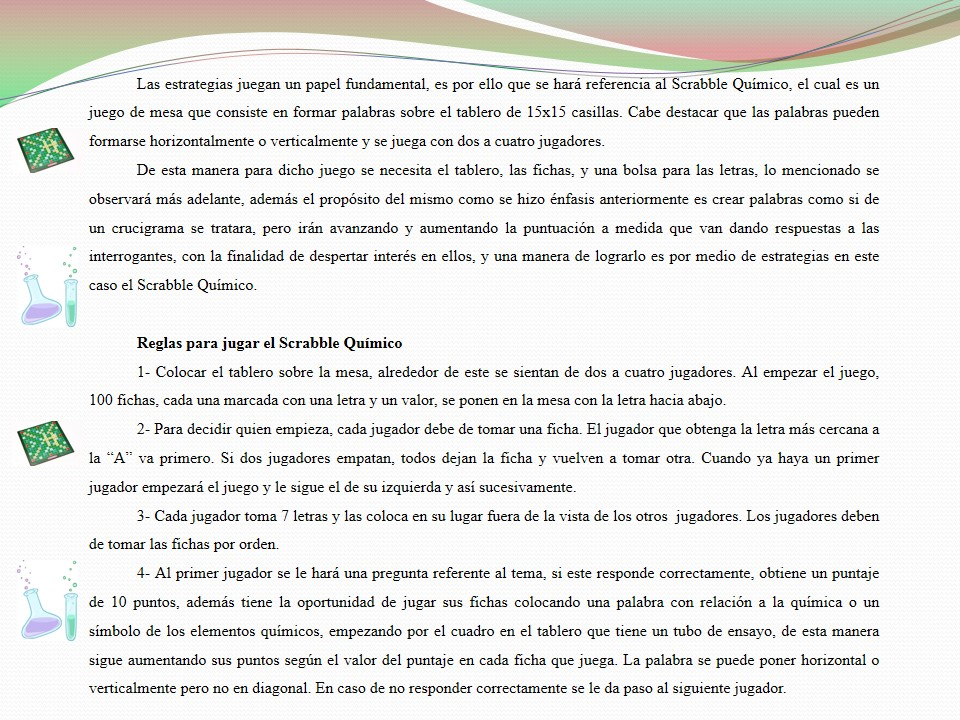 Las estrategias juegan un papel fundamental, es por ello que se hará referencia al Scrabble Químico, el cual es un
juego de mesa que consiste en formar palabras sobre el tablero de 15x15 casillas. Cabe destacar que las palabras pueden
formarse horizontalmente o verticalmente y se juega con dos a cuatro jugadores.
De esta manera para dicho juego se necesita el tablero, las fichas, y una bolsa para las letras, lo mencionado se
observará más adelante, además el propósito del mismo como se hizo énfasis anteriormente es crear palabras como si de
un crucigrama se tratara, pero irán avanzando y aumentando la puntuación a medida que van dando respuestas a las
interrogantes, con la finalidad de despertar interés en ellos, y una manera de lograrlo es por medio de estrategias en este
caso el Scrabble Químico.
Reglas para jugar el Scrabble Químico
1- Colocar el tablero sobre la mesa, alrededor de este se sientan de dos a cuatro jugadores. Al empezar el juego,
100 fichas, cada una marcada con una letra y un valor, se ponen en la mesa con la letra hacia abajo.
2- Para decidir quien empieza, cada jugador debe de tomar una ficha. El jugador que obtenga la letra más cercana a
la “A” va primero. Si dos jugadores empatan, todos dejan la ficha y vuelven a tomar otra. Cuando ya haya un primer
jugador empezará el juego y le sigue el de su izquierda y así sucesivamente.
3- Cada jugador toma 7 letras y las coloca en su lugar fuera de la vista de los otros jugadores. Los jugadores deben
de tomar las fichas por orden.
4- Al primer jugador se le hará una pregunta referente al tema, si este responde correctamente, obtiene un puntaje
de 10 puntos, además tiene la oportunidad de jugar sus fichas colocando una palabra con relación a la química o un
símbolo de los elementos químicos, empezando por el cuadro en el tablero que tiene un tubo de ensayo, de esta manera
sigue aumentando sus puntos según el valor del puntaje en cada ficha que juega. La palabra se puede poner horizontal o
verticalmente pero no en diagonal. En caso de no responder correctamente se le da paso al siguiente jugador.